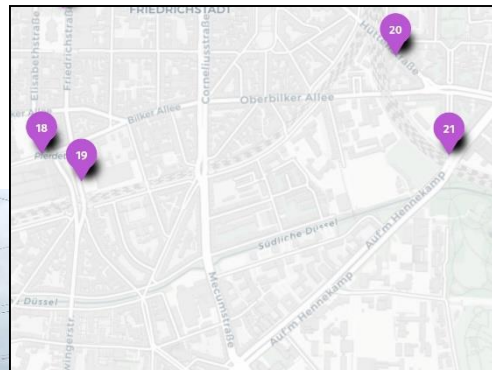 FRIEDRICHSTADT
Elisabethstraße
Friedrichstraße
Corneliusstraße
20
Oberbilker Allee
Bilker Allee
18
19
21
Südliche Düssel
Auf'm Hennekamp
Auf'm Hennekamp
Düssel
Mecumstraße